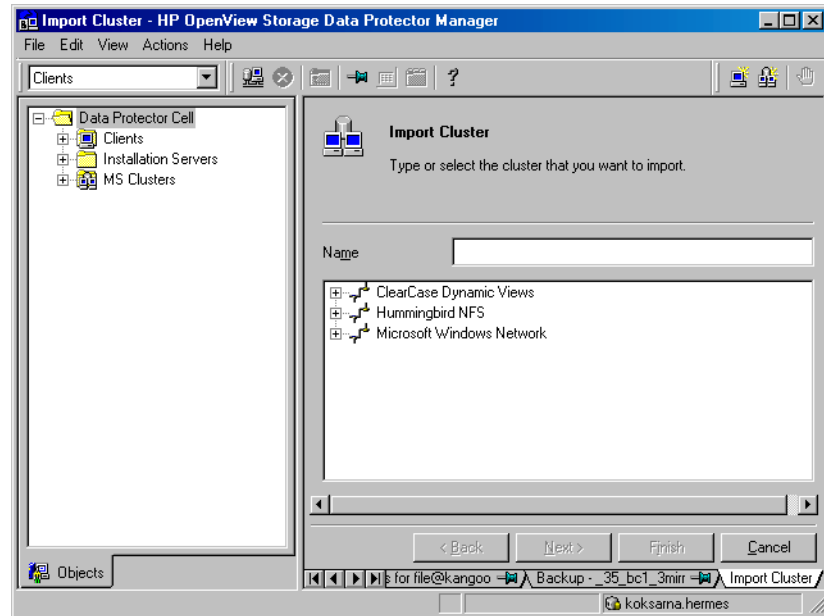 Import Cluster - HP OpenView Storage Data Protector Manager
File Edit View Actions Help
Clients
Data Protector Cell
Clients
Installation Servers
MS Clusters
Import Cluster
Type or select the cluster that you want to import.
Name
ClearCase Dynamic Views
Hummingbird NFS
Microsoft Windows Network
< Back Next > Finish Cancel
Objects
s for file@kangoo Backup - _35_bc1_3mirr Import Cluster
koksarna.hermes